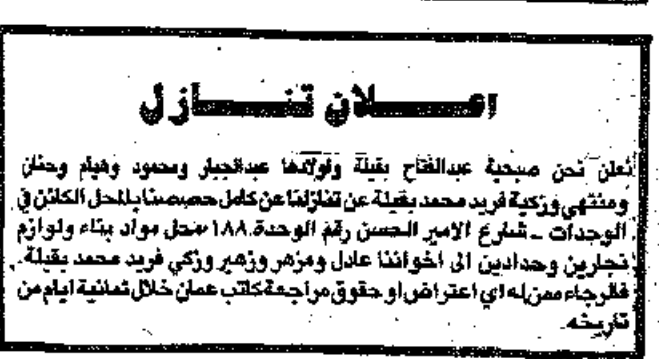 اعـــلان تنـــازل
نعلن نحن صبحية عبدالفتاح بقيلة واولادها عبدالجبار ومحمود وهيام وحنان
ومنتهى وزكية فريد محمد بقيلة عن تنازلنا عن كامل حصصنا بالمحل الكائن في
الوحدات ــ شارع الامير الحسن رقم الوحدة ١٨٨ محل مواد بناء ولوازم
نجارين وحدادين الى اخواننا عادل ومزهر وزهير وزكي فريد محمد بقيلة.
فالرجاء ممن له اي اعتراض او حقوق مراجعة كاتب عمان خلال ثمانية ايام من
تاريخه.